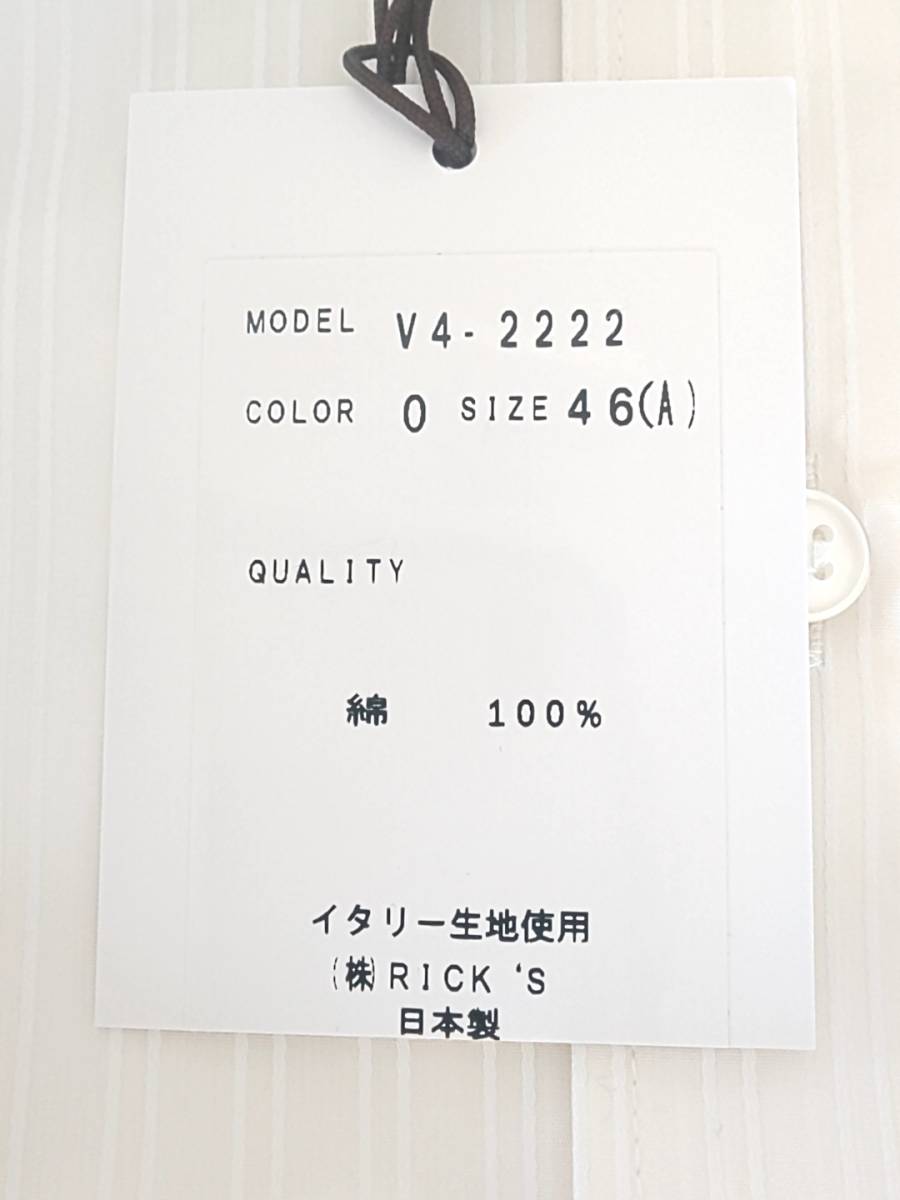 MODEL V4-2222
COLOR 0 SIZE 46(A)
QUALITY
綿 100%
イタリー生地使用
(株)RICK‘S
日本製